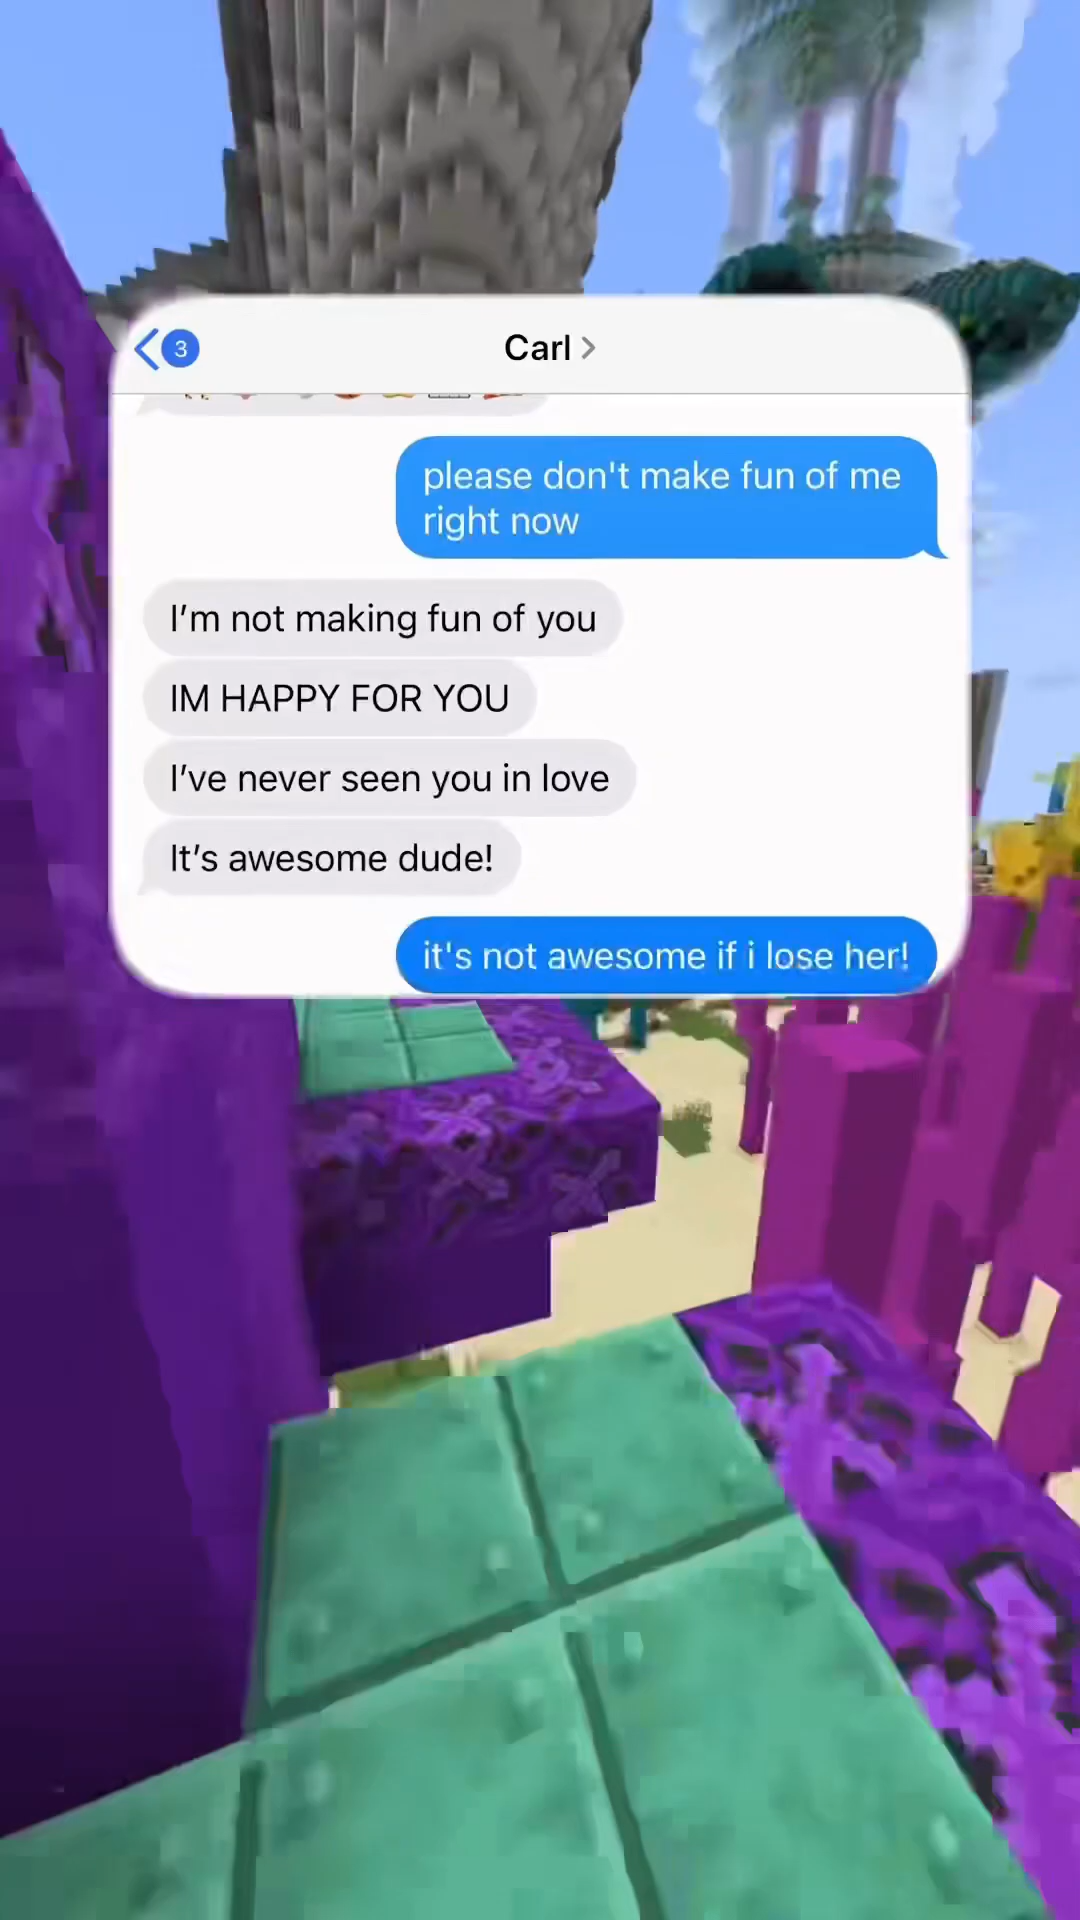 3
Carl
please don't make fun of me
right now
I'm not making fun of you
IM HAPPY FOR YOU
I've never seen you in love
It's awesome dude!
it's not awesome if i lose her!